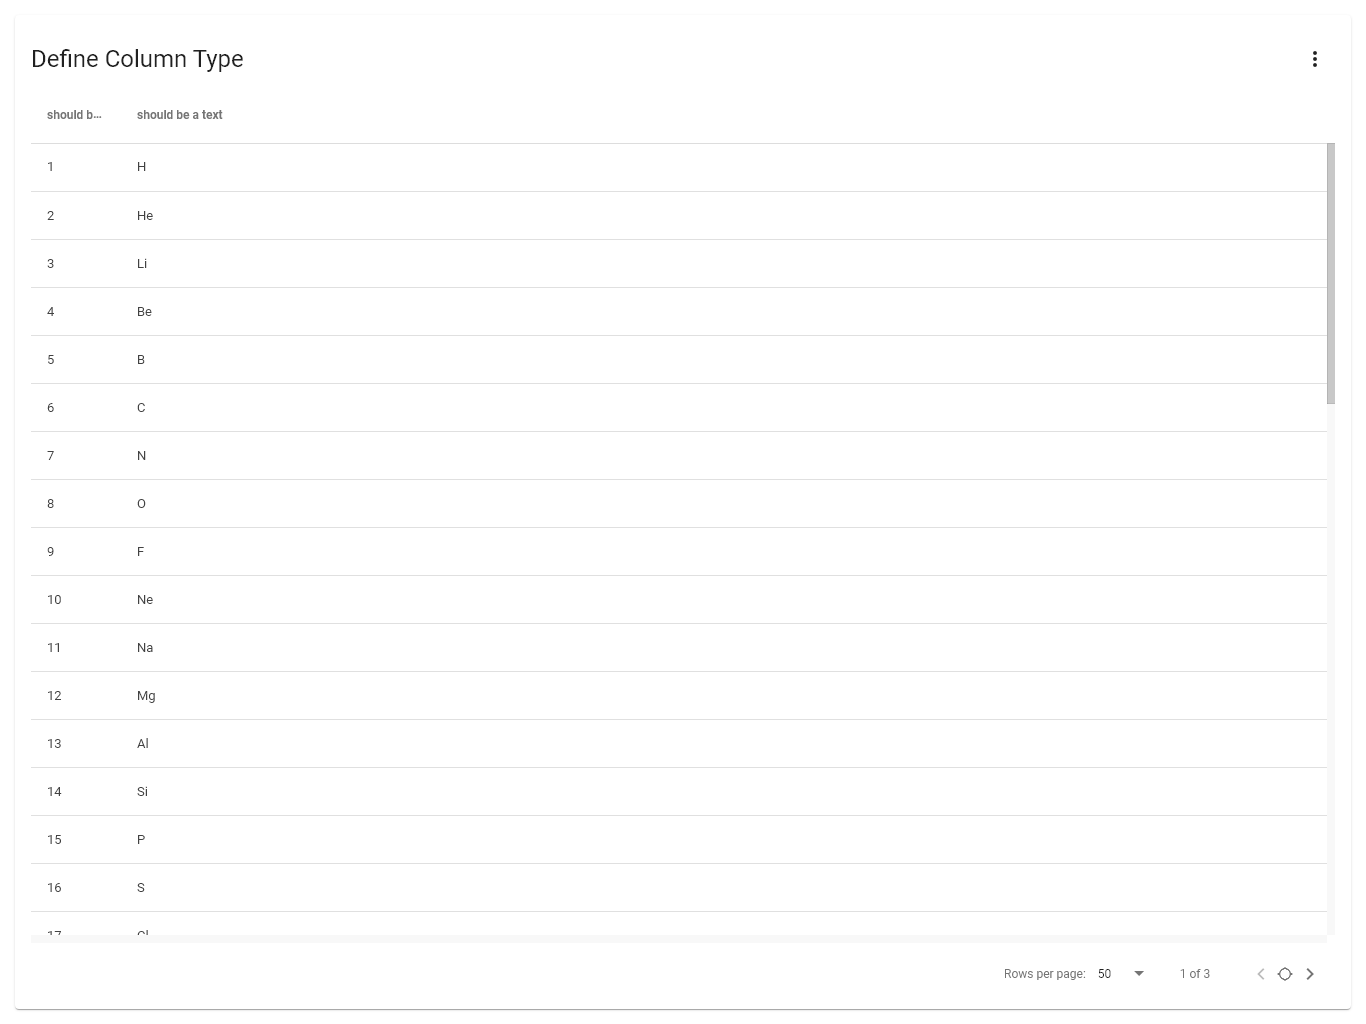 Define Column Type
should b… should be a text
1 H
2 He
3 Li
4 Be
5 B
6 C
7 N
8 O
9 F
10 Ne
11 Na
12 Mg
13 Al
14 Si
15 P
16 S
17 Cl
Rows per page: 50 1 of 3